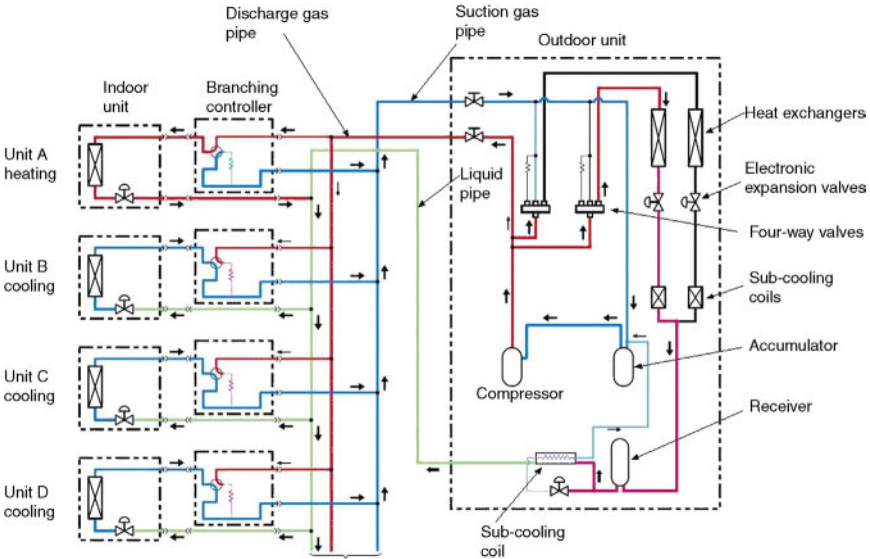 Discharge gas
pipe
Suction gas
pipe
Outdoor unit
Indoor
unit
Branching
controller
Heat exchangers
Unit A
heating
Liquid
pipe
Electronic
expansion valves
Four-way valves
Unit B
cooling
Sub-cooling
coils
Accumulator
Unit C
cooling
Compressor
Receiver
Unit D
cooling
Sub-cooling
coil